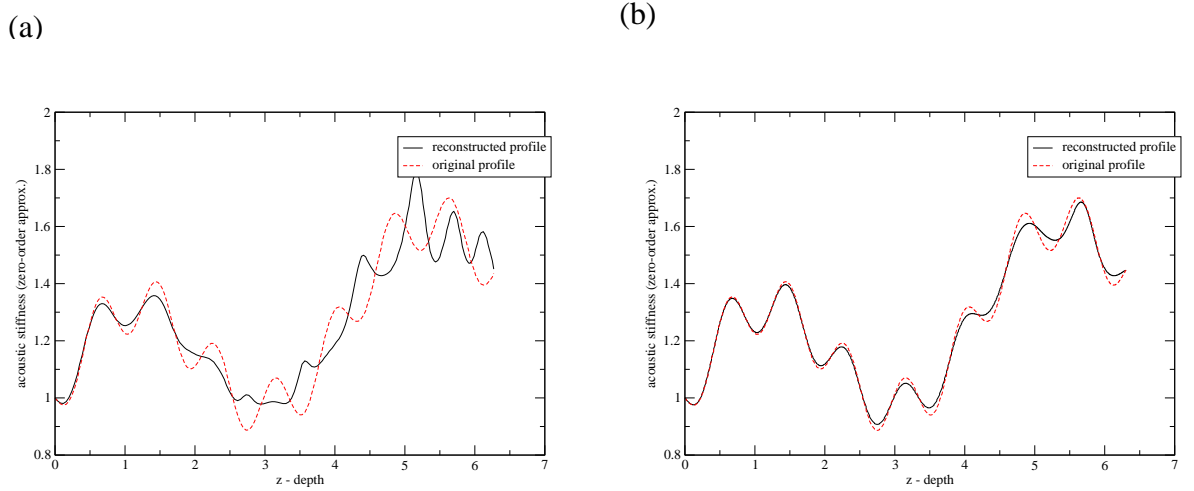 (a)
2
1.8
1.6
1.4
1.2
1
0.8
acoustic stiffness (zero-order approx.)
0 1 2 3 4 5 6 7
z - depth
reconstructed profile
original profile
(b)
2
1.8
1.6
1.4
1.2
1
0.8
acoustic stiffness (zero-order approx.)
0 1 2 3 4 5 6 7
z - depth
reconstructed profile
original profile